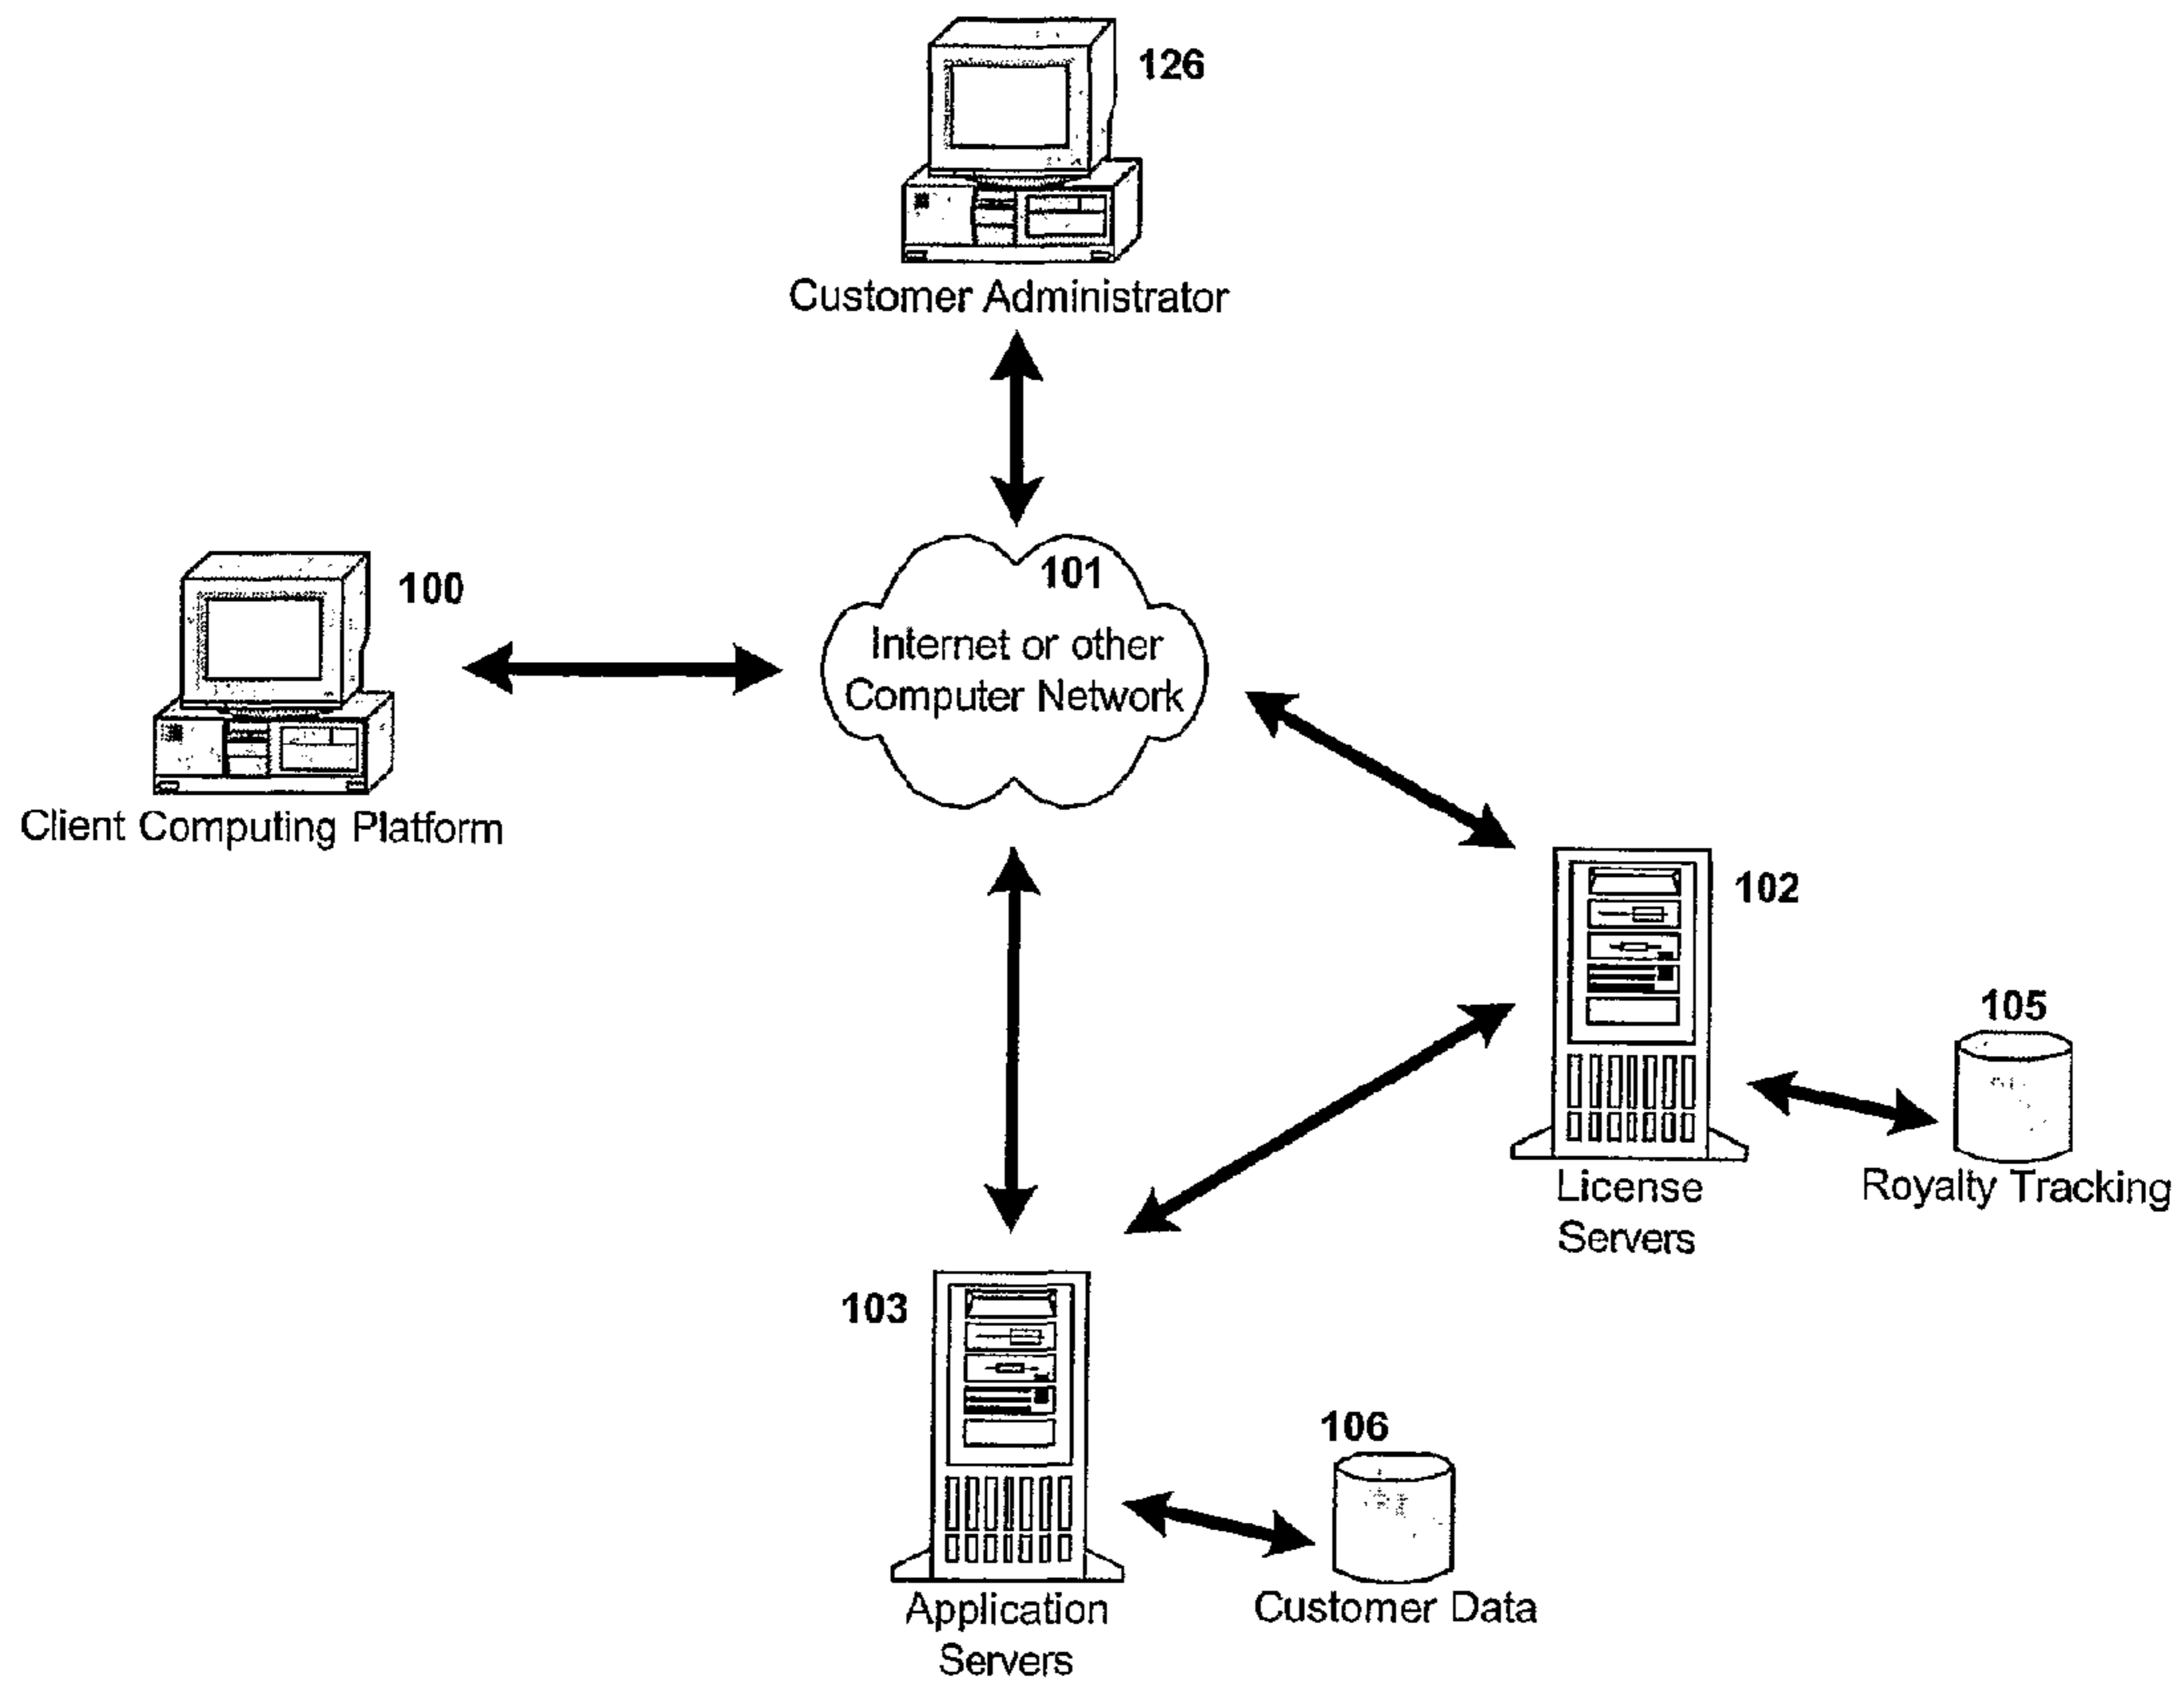 126
Customer Administrator
101
Internet or other
Computer Network
100
Client Computing Platform
102
License
Servers
105
Royalty Tracking
103
Application
Servers
106
Customer Data